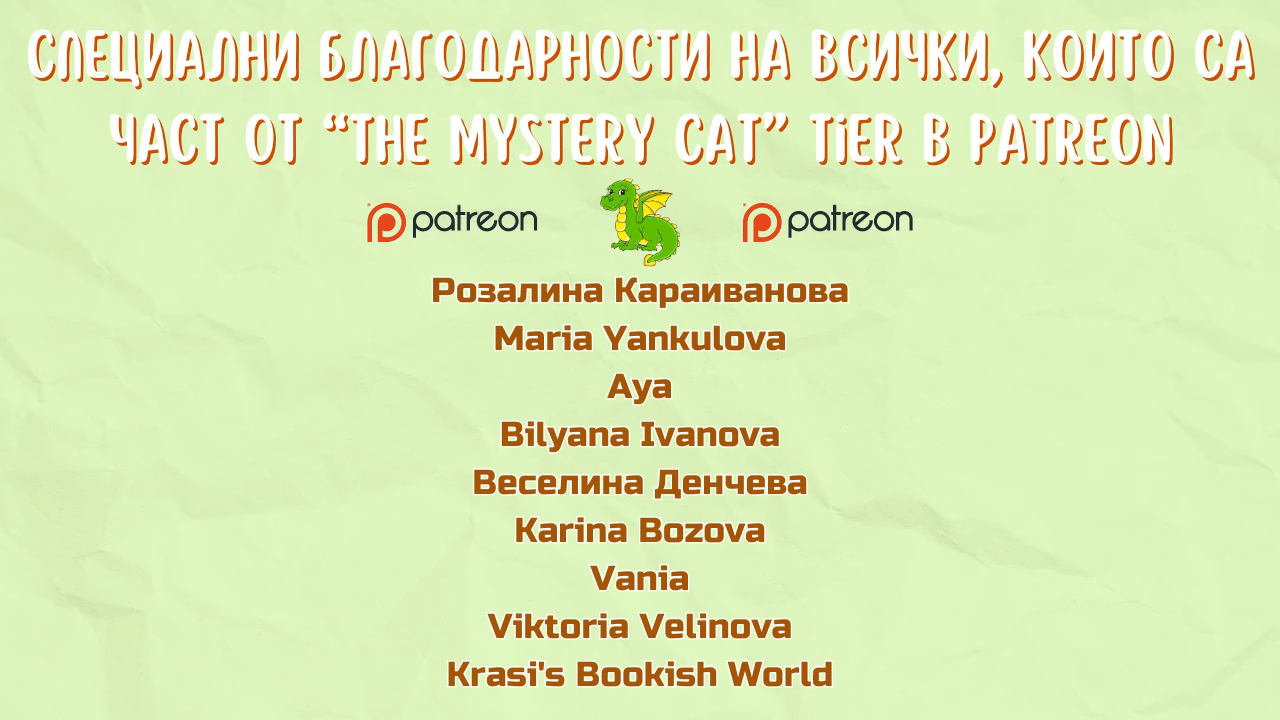 СПЕЦИАЛНИ БЛАГОДАРНОСТИ НА ВСИЧКИ, КОИТО СА
ЧАСТ ОТ “THE MYSTERY CAT” TiER В PATREON
patreon patreon
Розалина Караиванова
Maria Yankulova
Aya
Bilyana Ivanova
Веселина Денчева
Karina Bozova
Vania
Viktoria Velinova
Krasi's Bookish World